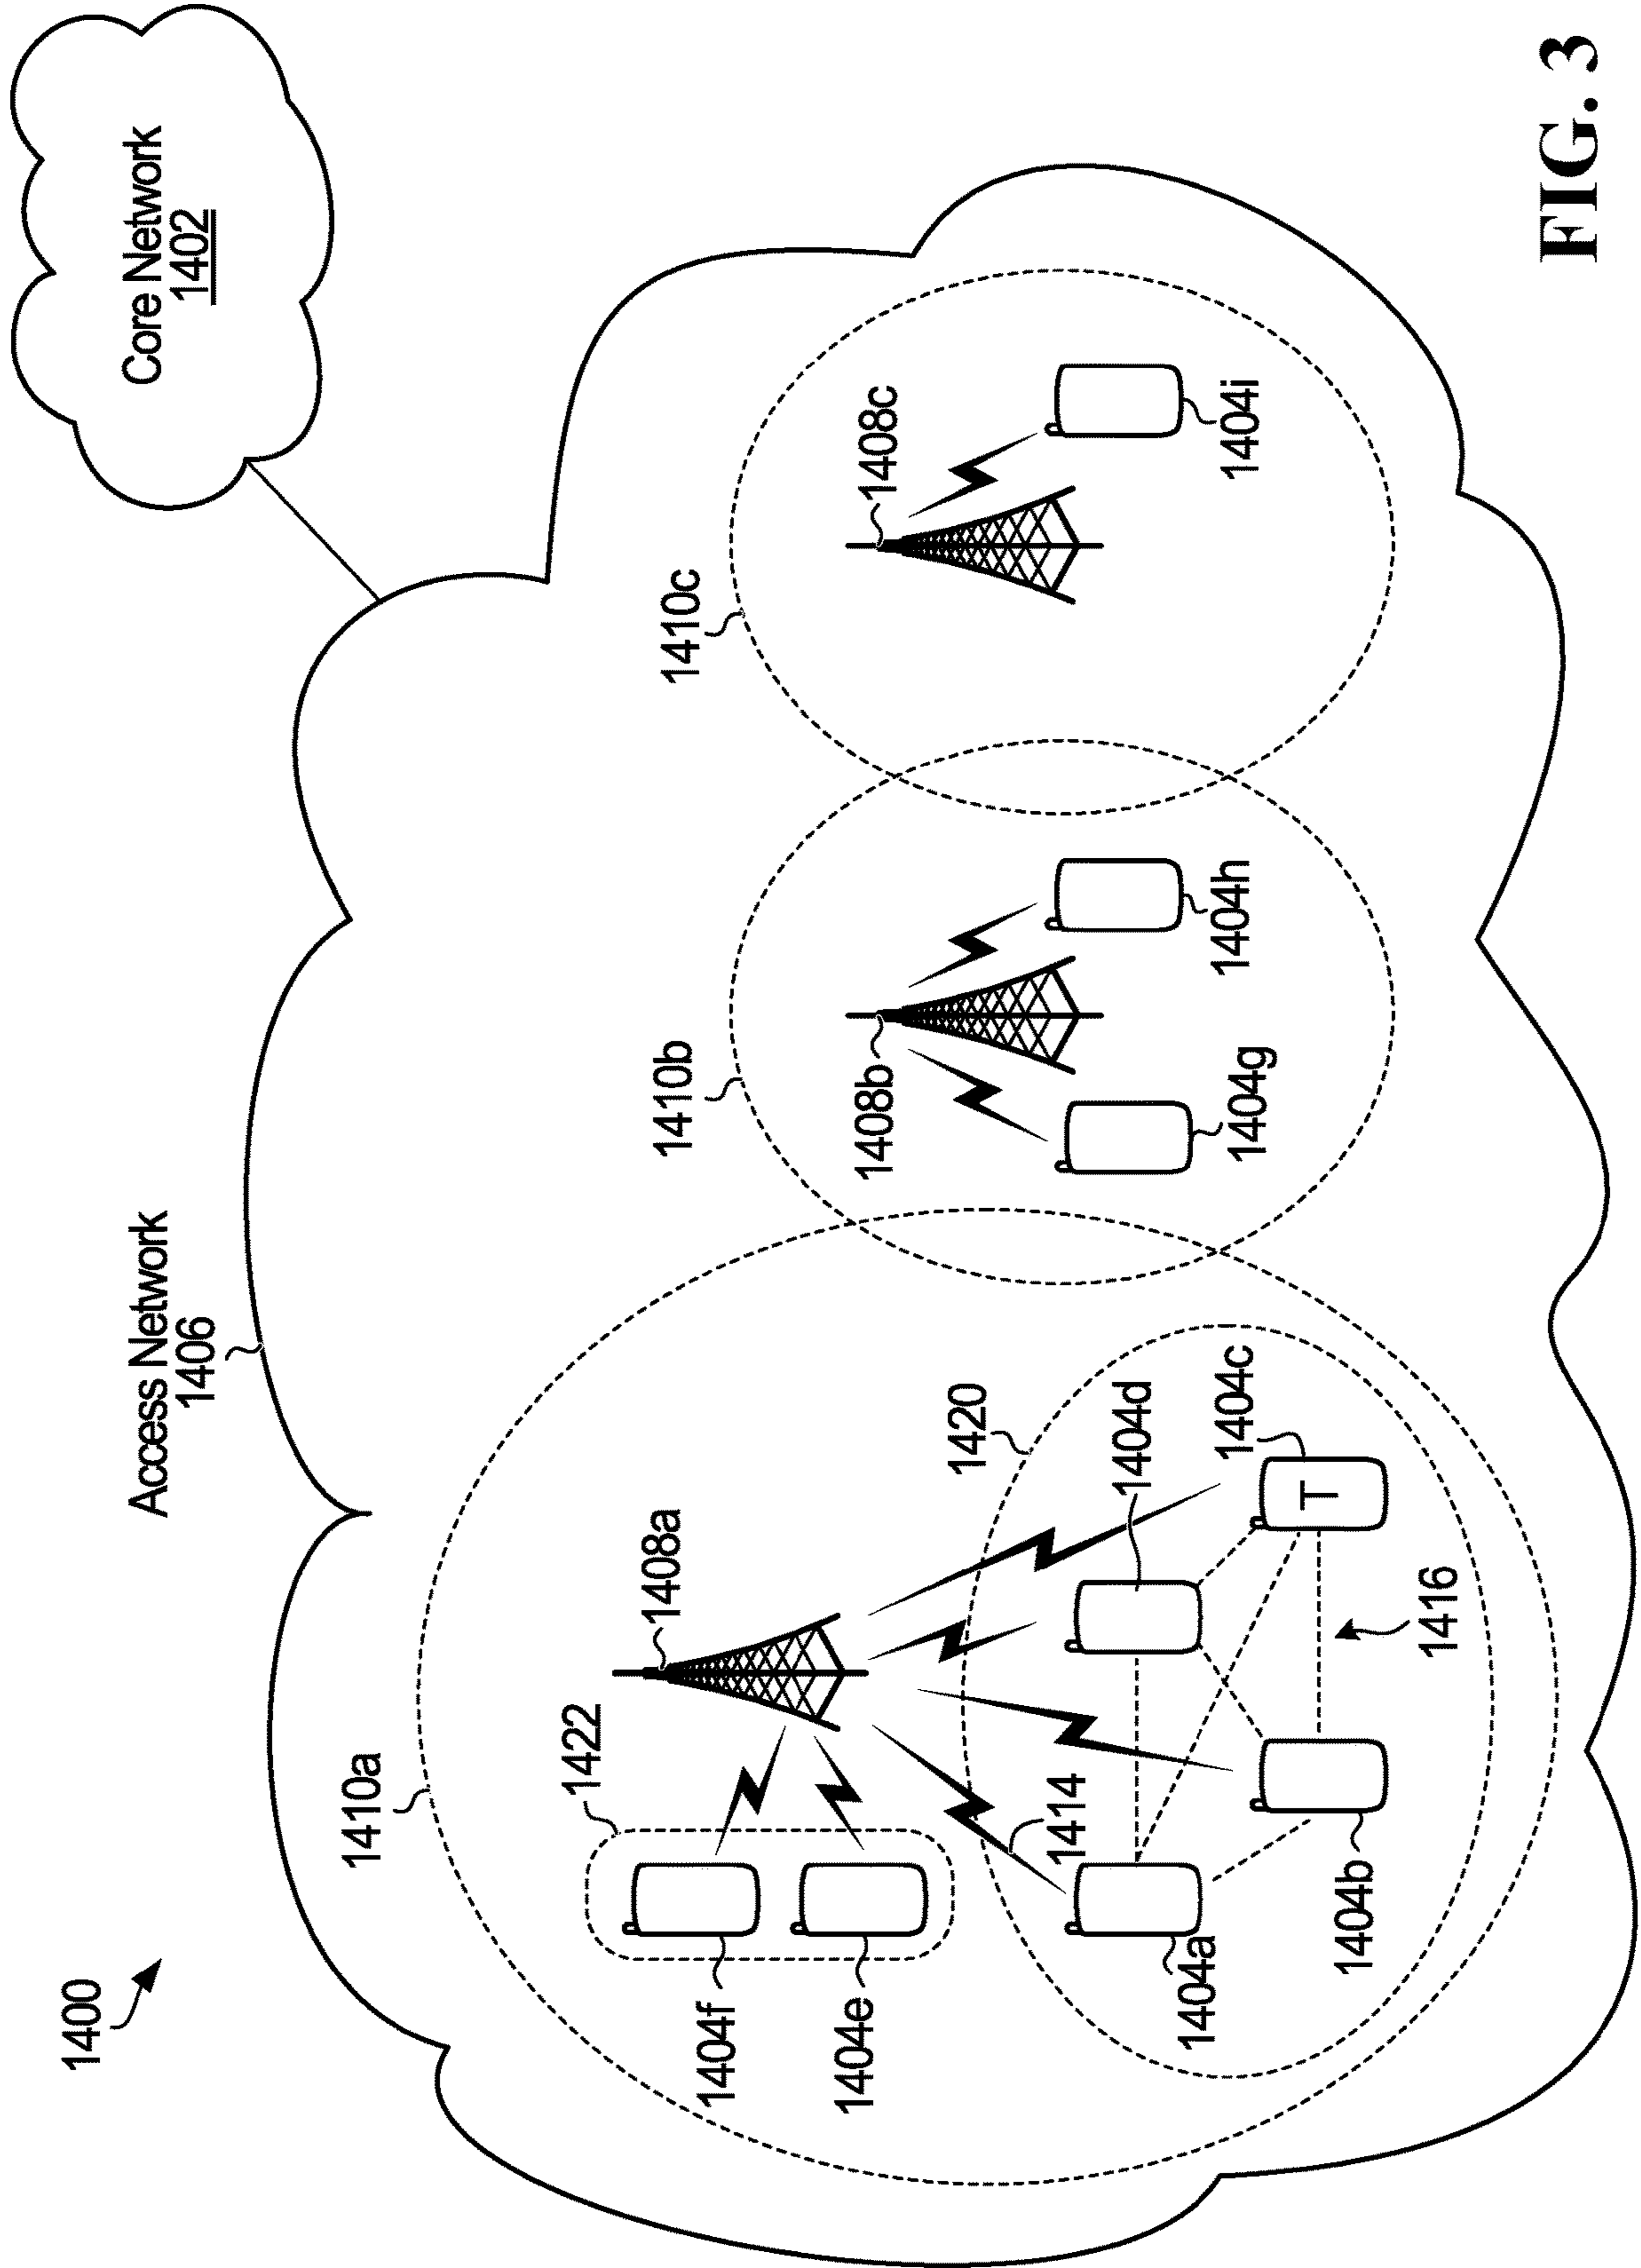 1400
Access Network
1406
Core Network
1402
1410a
1410b
1410c
1408a
1422
1408b
1408c
1404f
1404e
1414
1420
1404d
1404c
1404a
1404b
1416
1404g
1404h
1404i
FIG. 3
T